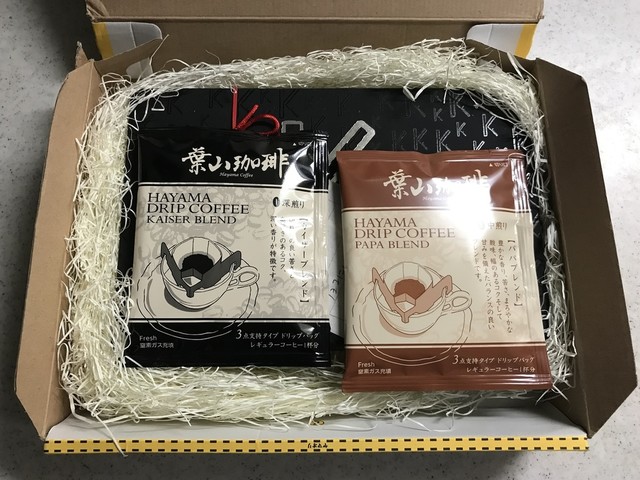 葉山珈琲
Hayama Coffee
HAYAMA
DRIP COFFEE
KAISER BLEND
深煎り
Fresh
窒素ガス充填
3点支持タイプ ドリップバッグ
レギュラーコーヒー1杯分
葉山珈琲
Hayama Coffee
HAYAMA
DRIP COFFEE
PAPA BLEND
中煎り
【パパブレンド】
Fresh
窒素ガス充填
3点支持タイプ ドリップバッグ
レギュラーコーヒー1杯分